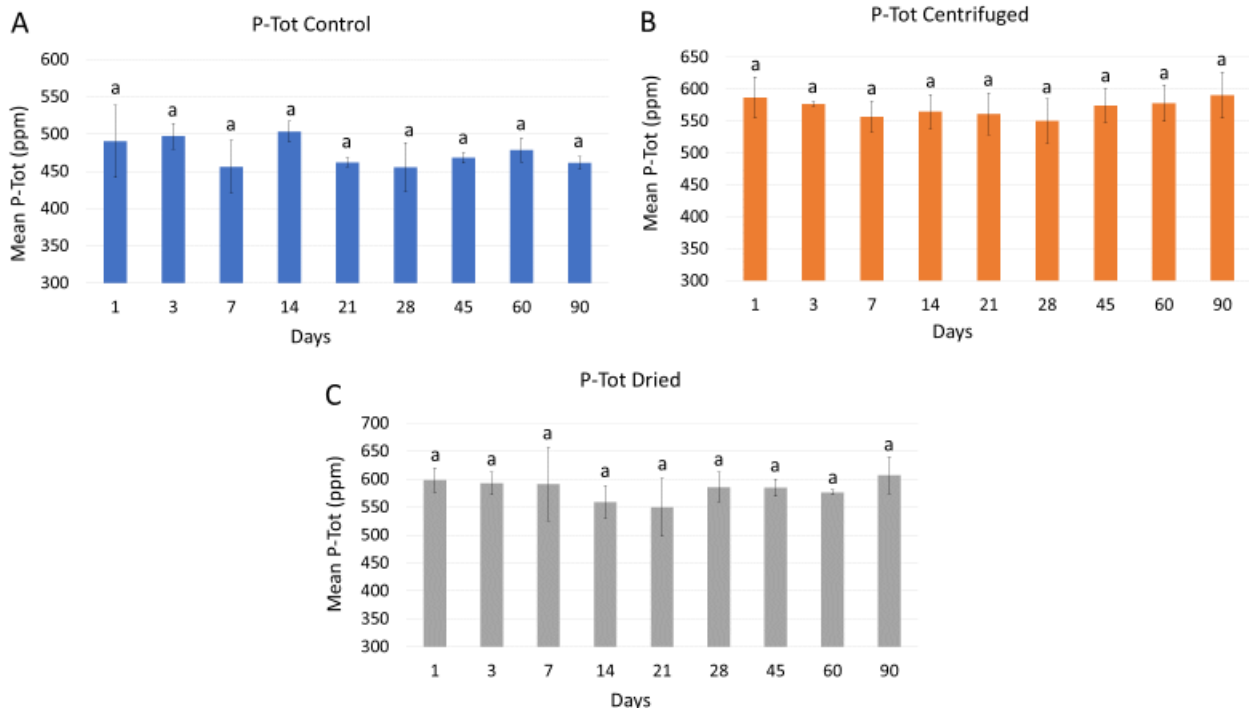 A
P-Tot Control
Mean P-Tot (ppm)
600
550
500
450
400
350
300
a a a a a a a a a
1 3 7 14 21 28 45 60 90
Days
B
P-Tot Centrifuged
Mean P-Tot (ppm)
650
600
550
500
450
400
350
300
a a a a a a a a a
1 3 7 14 21 28 45 60 90
Days
C
P-Tot Dried
Mean P-Tot (ppm)
700
650
600
550
500
450
400
350
300
a a a a a a a a a
1 3 7 14 21 28 45 60 90
Days